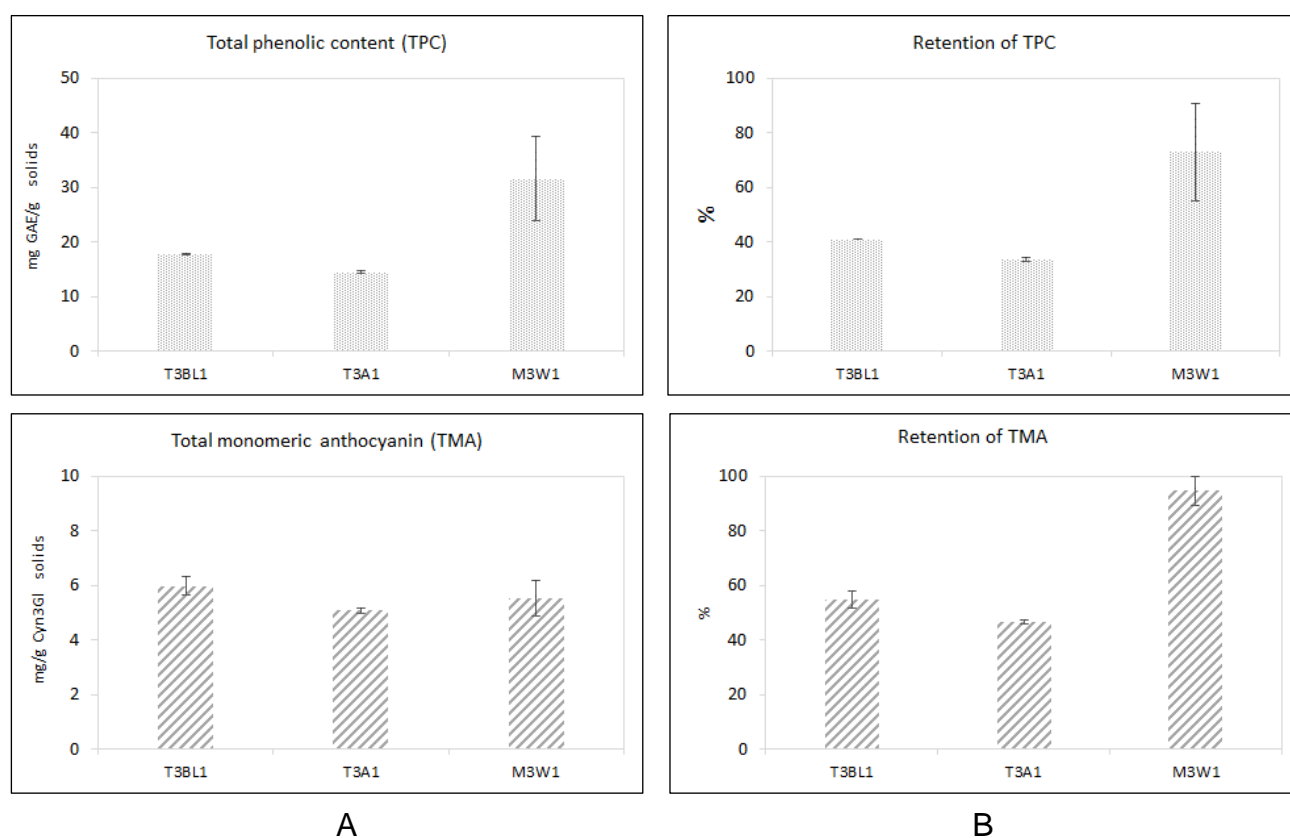 Total phenolic content (TPC)
50
40
30
20
10
0
mg GAE/g solids
T3BL1 T3A1 M3W1
Retention of TPC
100
80
60
40
20
0
%
T3BL1 T3A1 M3W1
Total monomeric anthocyanin (TMA)
10
8
6
4
2
0
mg/g Cyn3Gl solids
T3BL1 T3A1 M3W1
Retention of TMA
100
80
60
40
20
0
%
T3BL1 T3A1 M3W1
A B